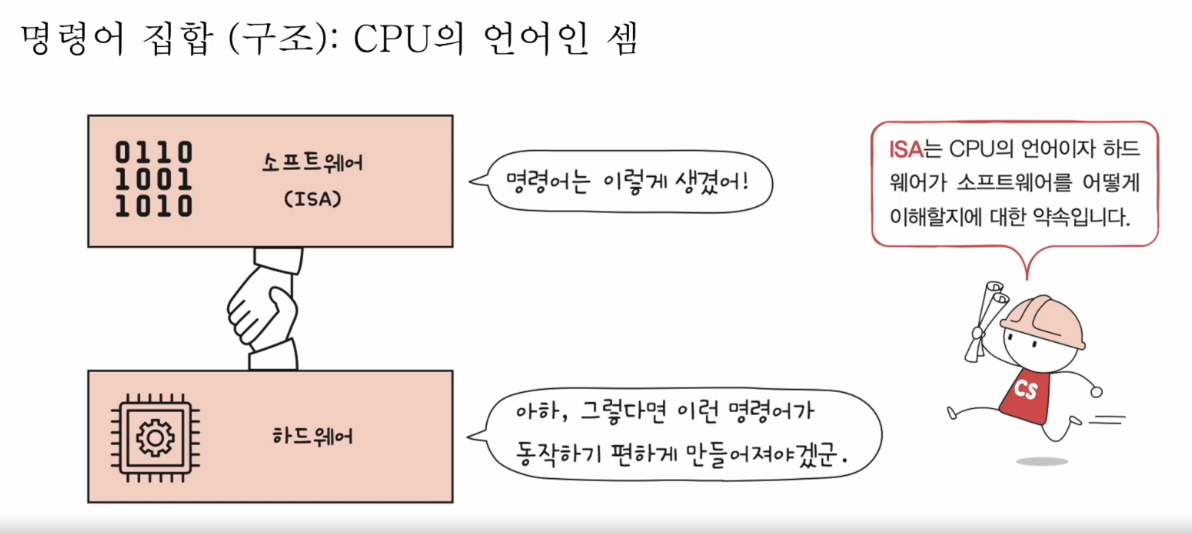 명령어 집합 (구조): CPU의 언어인 셈
0110
1001
1010
소프트웨어
(ISA)
명령어는 이렇게 생겼어!
ISA는 CPU의 언어이자 하드
웨어가 소프트웨어를 어떻게
이해할지에 대한 약속입니다.
CS
하드웨어
아하, 그렇다면 이런 명령어가
동작하기 편하게 만들어져야겠군.